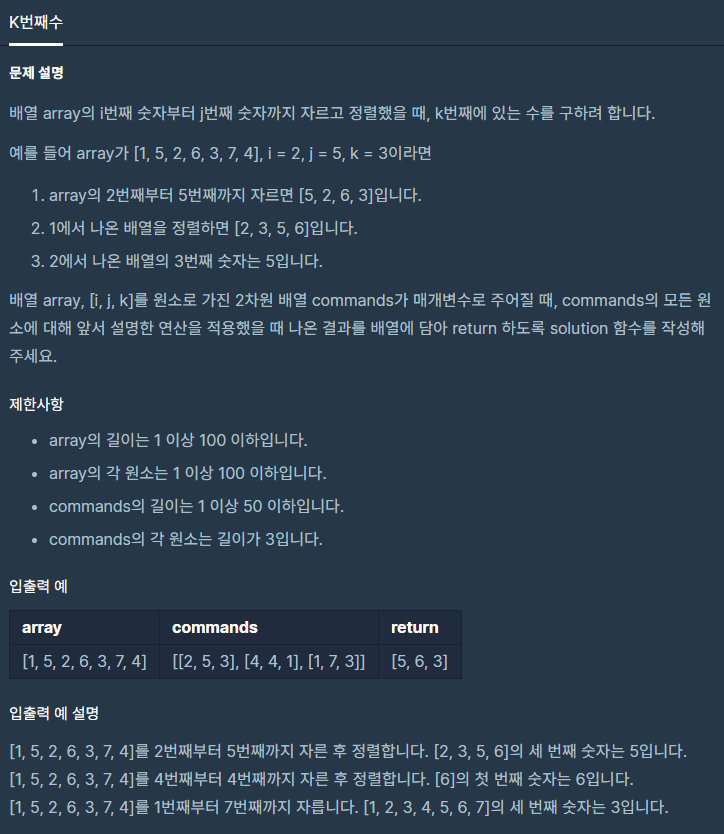 K번째수
문제 설명
배열 array의 i번째 숫자부터 j번째 숫자까지 자르고 정렬했을 때, k번째에 있는 수를 구하려 합니다.
예를 들어 array가 [1, 5, 2, 6, 3, 7, 4], i = 2, j = 5, k = 3이라면
1. array의 2번째부터 5번째까지 자르면 [5, 2, 6, 3]입니다.
2. 1에서 나온 배열을 정렬하면 [2, 3, 5, 6]입니다.
3. 2에서 나온 배열의 3번째 숫자는 5입니다.
배열 array, [i, j, k]를 원소로 가진 2차원 배열 commands가 매개변수로 주어질 때, commands의 모든 원
소에 대해 앞서 설명한 연산을 적용했을 때 나온 결과를 배열에 담아 return 하도록 solution 함수를 작성해
주세요.
제한사항
• array의 길이는 1 이상 100 이하입니다.
• array의 각 원소는 1 이상 100 이하입니다.
• commands의 길이는 1 이상 50 이하입니다.
• commands의 각 원소는 길이가 3입니다.
입출력 예
array commands return
[1, 5, 2, 6, 3, 7, 4] [[2, 5, 3], [4, 4, 1], [1, 7, 3]] [5, 6, 3]
입출력 예 설명
[1, 5, 2, 6, 3, 7, 4]를 2번째부터 5번째까지 자른 후 정렬합니다. [2, 3, 5, 6]의 세 번째 숫자는 5입니다.
[1, 5, 2, 6, 3, 7, 4]를 4번째부터 4번째까지 자른 후 정렬합니다. [6]의 첫 번째 숫자는 6입니다.
[1, 5, 2, 6, 3, 7, 4]를 1번째부터 7번째까지 자릅니다. [1, 2, 3, 4, 5, 6, 7]의 세 번째 숫자는 3입니다.